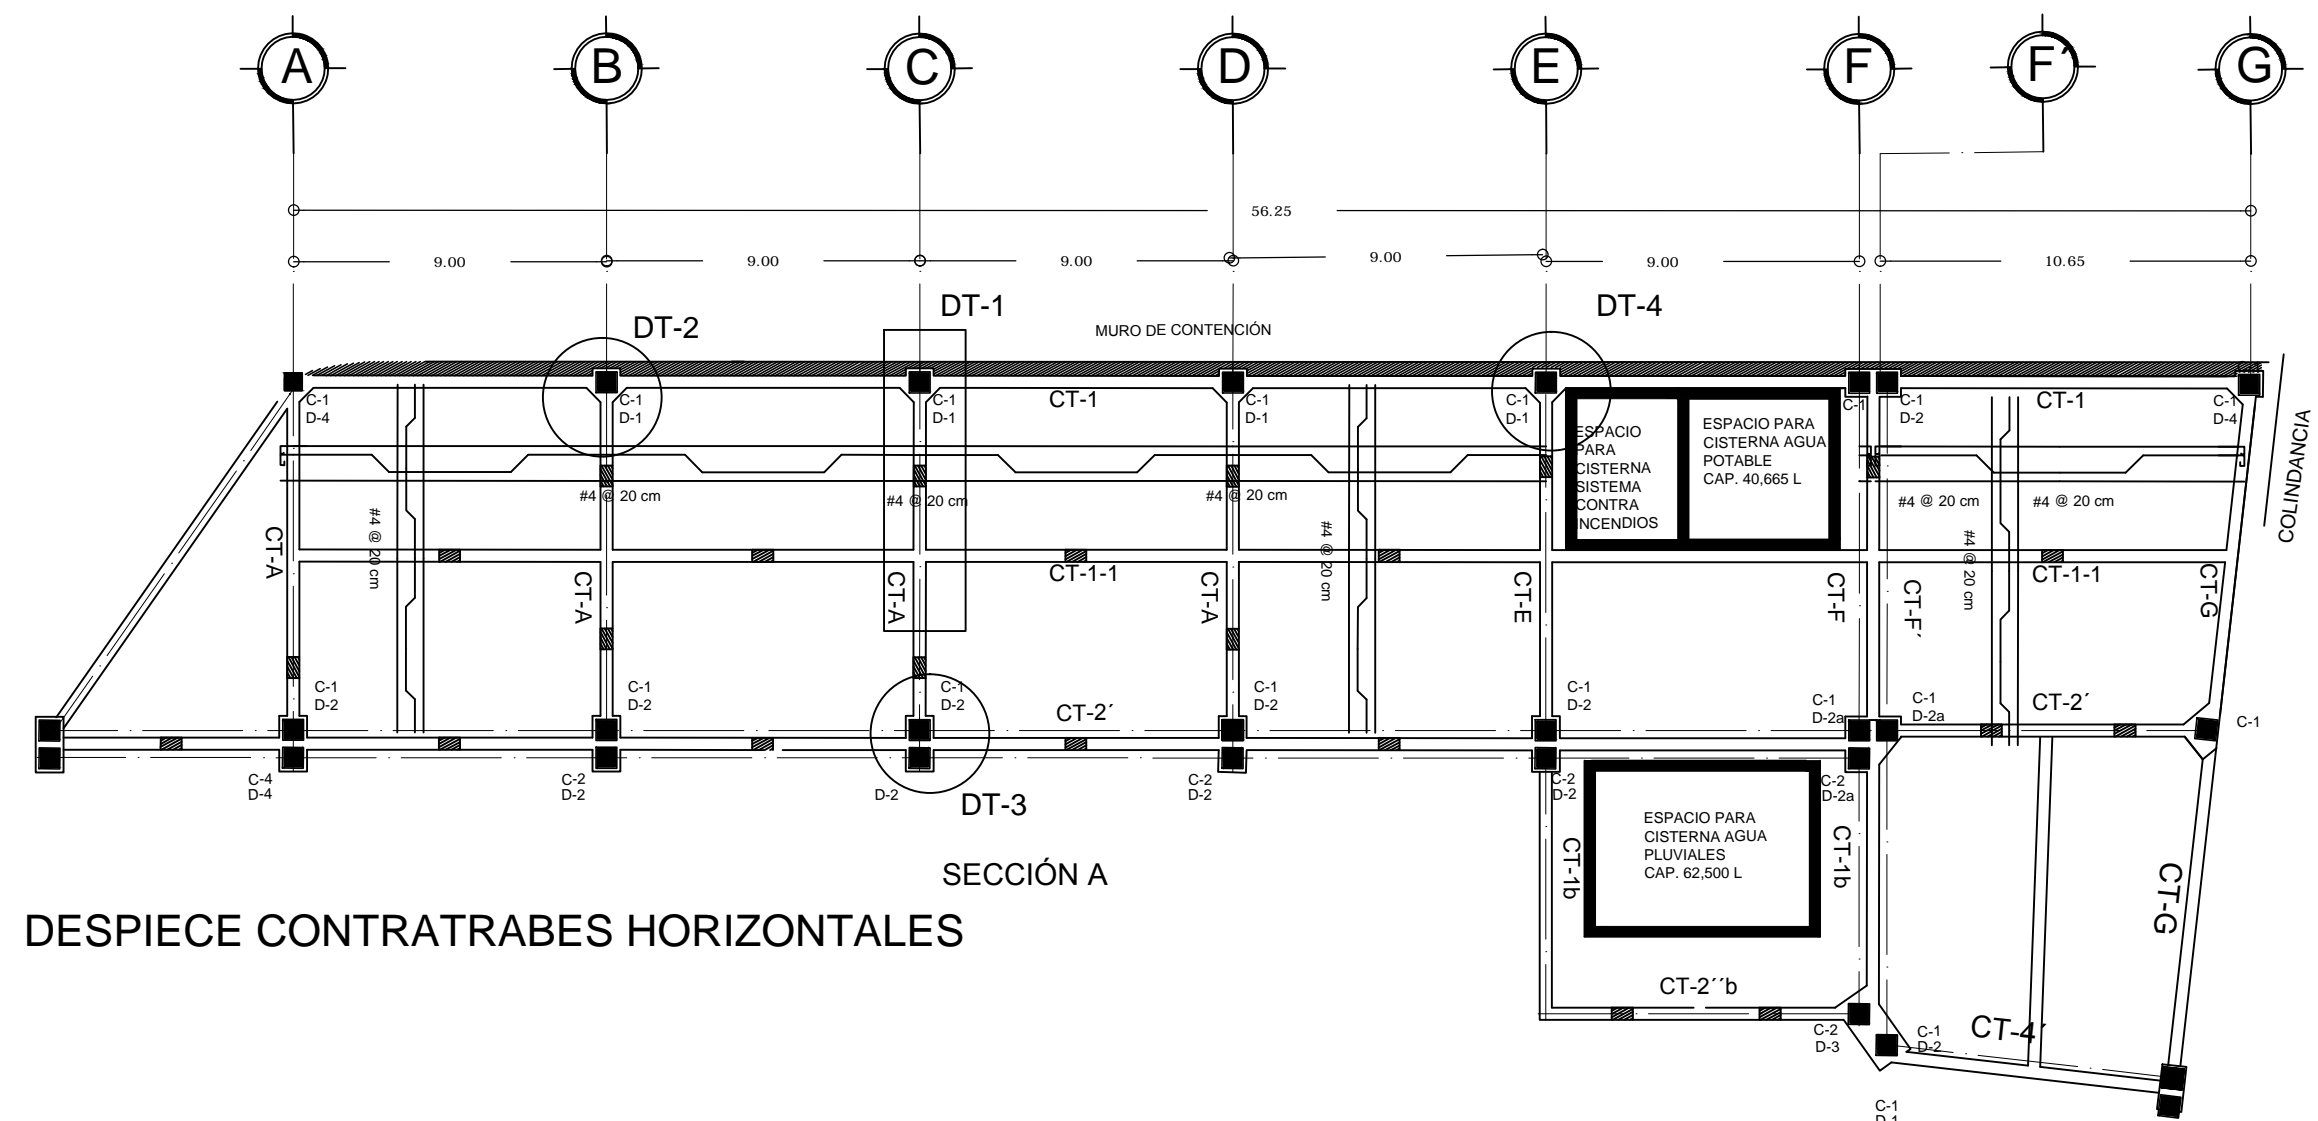 A B C D E F F´ G
56.25
9.00 9.00 9.00 9.00 9.00 10.65
DT-2 DT-1 DT-4
MURO DE CONTENCIÓN
C-1 C-1 C-1 CT-1 C-1 C-1 C-1 C-1 CT-1 C-1
D-4 D-1 D-1 D-1 D-1 D-2 D-4
COLINDANCIA
ESPACIO
PARA
CISTERNA
SISTEMA
CONTRA
INCENDIOS
ESPACIO PARA
CISTERNA AGUA
POTABLE
CAP. 40,665 L
#4 @ 20 cm #4 @ 20 cm #4 @ 20 cm #4 @ 20 cm #4 @ 20 cm
#4 @ 20 cm #4 @ 20 cm #4 @ 20 cm
CT-1-1 CT-1-1
CT-A CT-A CT-A CT-A CT-E CT-F CT-F´ CT-G
C-1 C-1 C-1 C-1 C-1 C-1 C-1
D-2 D-2 D-2 D-2 D-2 D-2a D-2a
CT-2´ CT-2´ C-1
C-4 C-2 C-2 C-2 C-2
D-4 D-2 D-2 D-2 D-2 D-2a
DT-3
ESPACIO PARA
CISTERNA AGUA
PLUVIALES
CAP. 62,500 L
CT-1b CT-1b CT-G
SECCIÓN A
DESPIECE CONTRATRABES HORIZONTALES
CT-2´´b
CT-4´
C-2 C-1
D-3 D-2
C-1
D-1